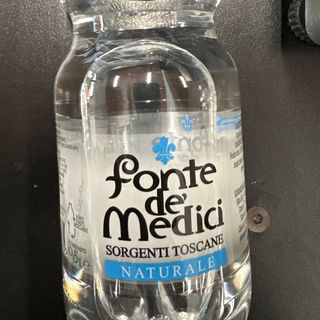 fonte
de'
Medici
SORGENTI TOSCANE
NATURALE